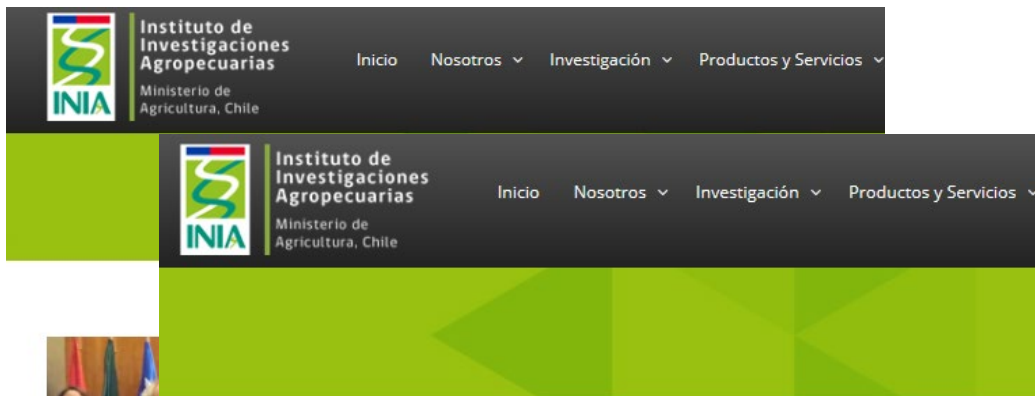 Instituto de
Investigaciones
Agropecuarias
Ministerio de
Agricultura, Chile
INIA
Inicio Nosotros Investigación Productos y Servicios
Instituto de
Investigaciones
Agropecuarias
Ministerio de
Agricultura, Chile
INIA
Inicio Nosotros Investigación Productos y Servicios